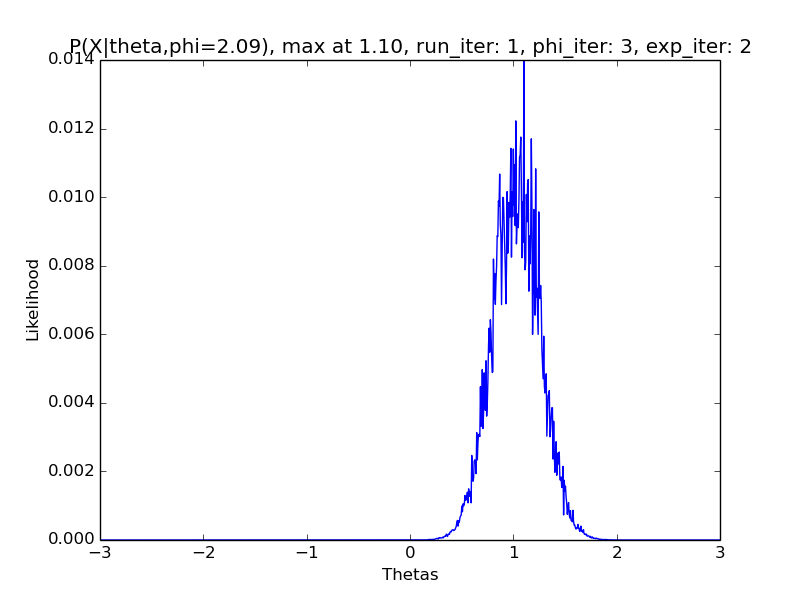 P(X|theta,phi=2.09), max at 1.10, run_iter: 1, phi_iter: 3, exp_iter: 2
0.014
0.012
0.010
0.008
0.006
0.004
0.002
0.000
Likelihood
−3 −2 −1 0 1 2 3
Thetas